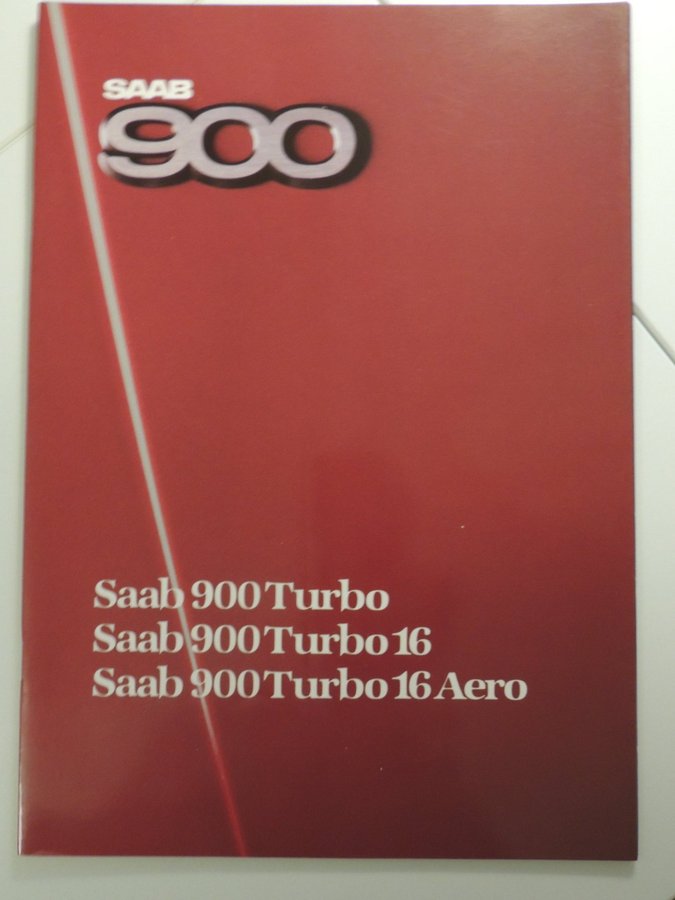 SAAB
900
Saab 900 Turbo
Saab 900 Turbo 16
Saab 900 Turbo 16 Aero